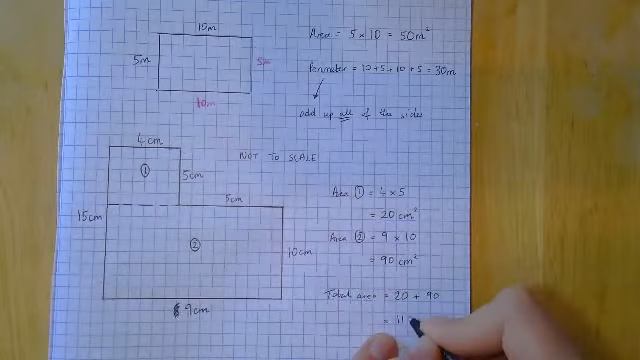 10m
Area = 5 × 10 = 50m²
5m
5m
Perimeter = 10 + 5 + 10 + 5 = 30m
10m
add up all of the sides
4cm
NOT TO SCALE
①
5cm
5cm
Area ① = 4 × 5
= 20 cm²
15cm
Area ② = 9 × 10
②
10cm
= 90 cm²
Total area = 20 + 90
9cm
= 11